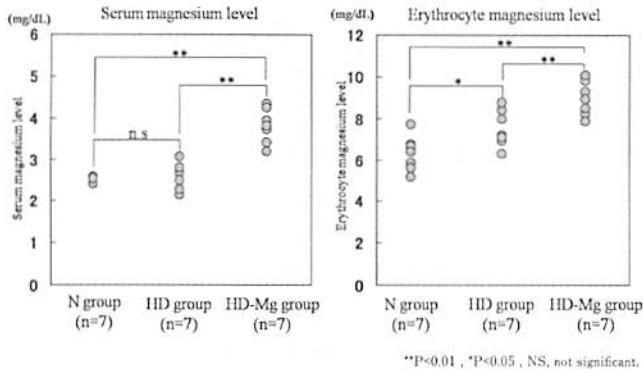 (mg/dL) Serum magnesium level
Serum magnesium level
6
5
4
3
2
1
0
**
**
n.s
N group HD group HD-Mg group
(n=7) (n=7) (n=7)
(mg/dL) Erythrocyte magnesium level
Erythrocyte magnesium level
12
10
8
6
4
2
0
**
**
*
N group HD group HD-Mg group
(n=7) (n=7) (n=7)
**P<0.01 , *P<0.05 , NS, not significant.